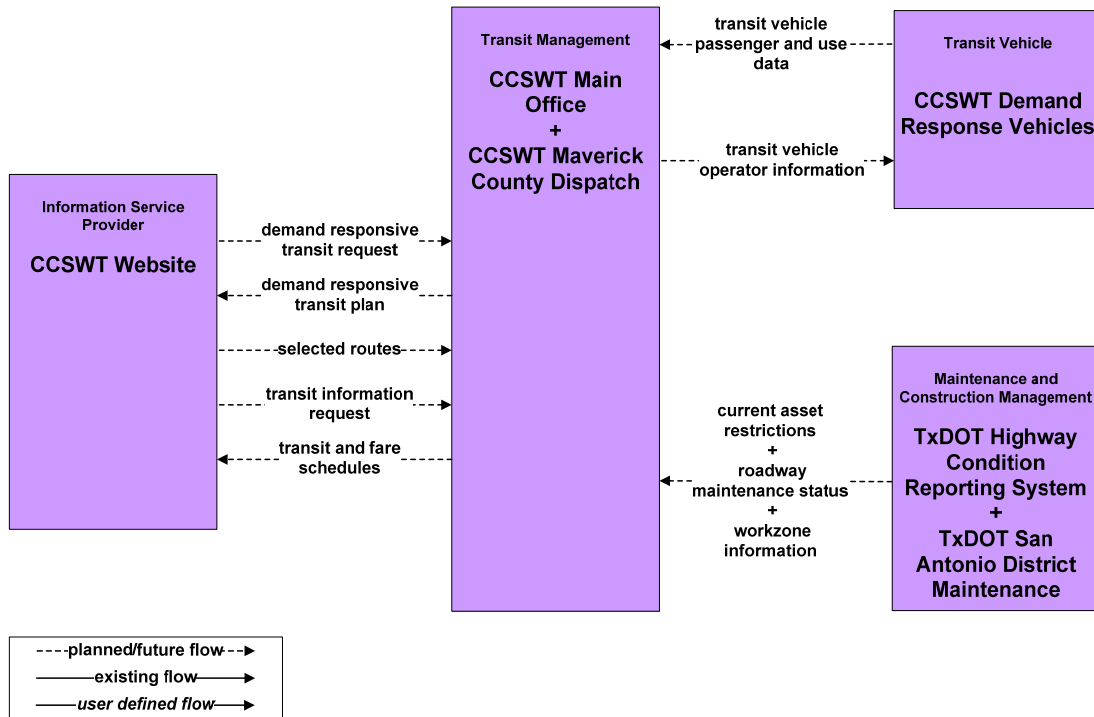 Information Service
Provider
CCSWT Website
demand responsive
transit request
demand responsive
transit plan
selected routes
transit information
request
transit and fare
schedules
Transit Management
CCSWT Main
Office
+
CCSWT Maverick
County Dispatch
transit vehicle
passenger and use
data
transit vehicle
operator information
Transit Vehicle
CCSWT Demand
Response Vehicles
current asset
restrictions
+
roadway
maintenance status
+
workzone
information
Maintenance and
Construction Management
TxDOT Highway
Condition
Reporting System
+
TxDOT San
Antonio District
Maintenance
planned/future flow
existing flow
user defined flow